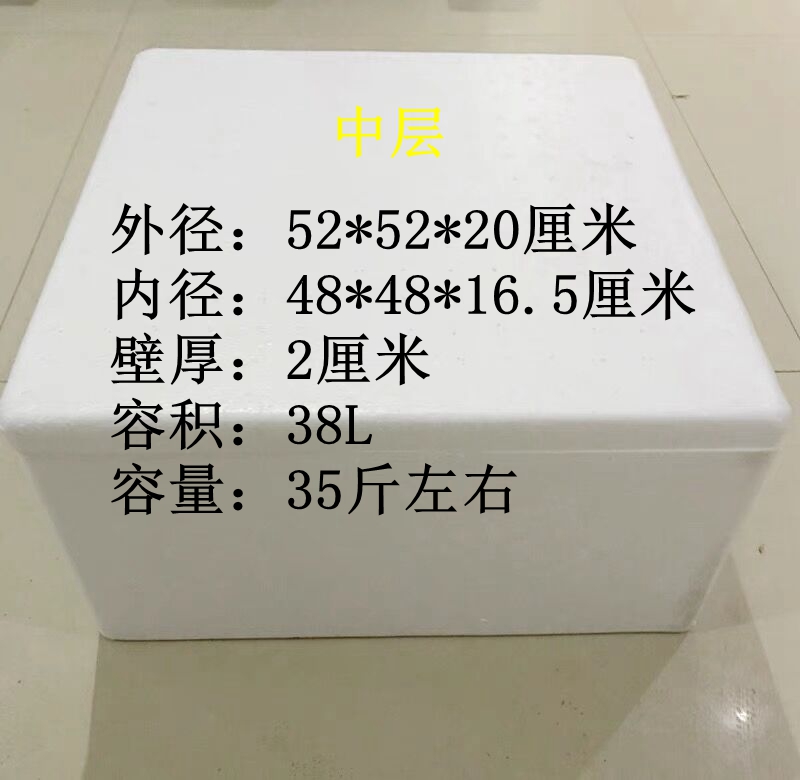 中层
外径：52*52*20厘米
内径：48*48*16.5厘米
壁厚：2厘米
容积：38L
容量：35斤左右